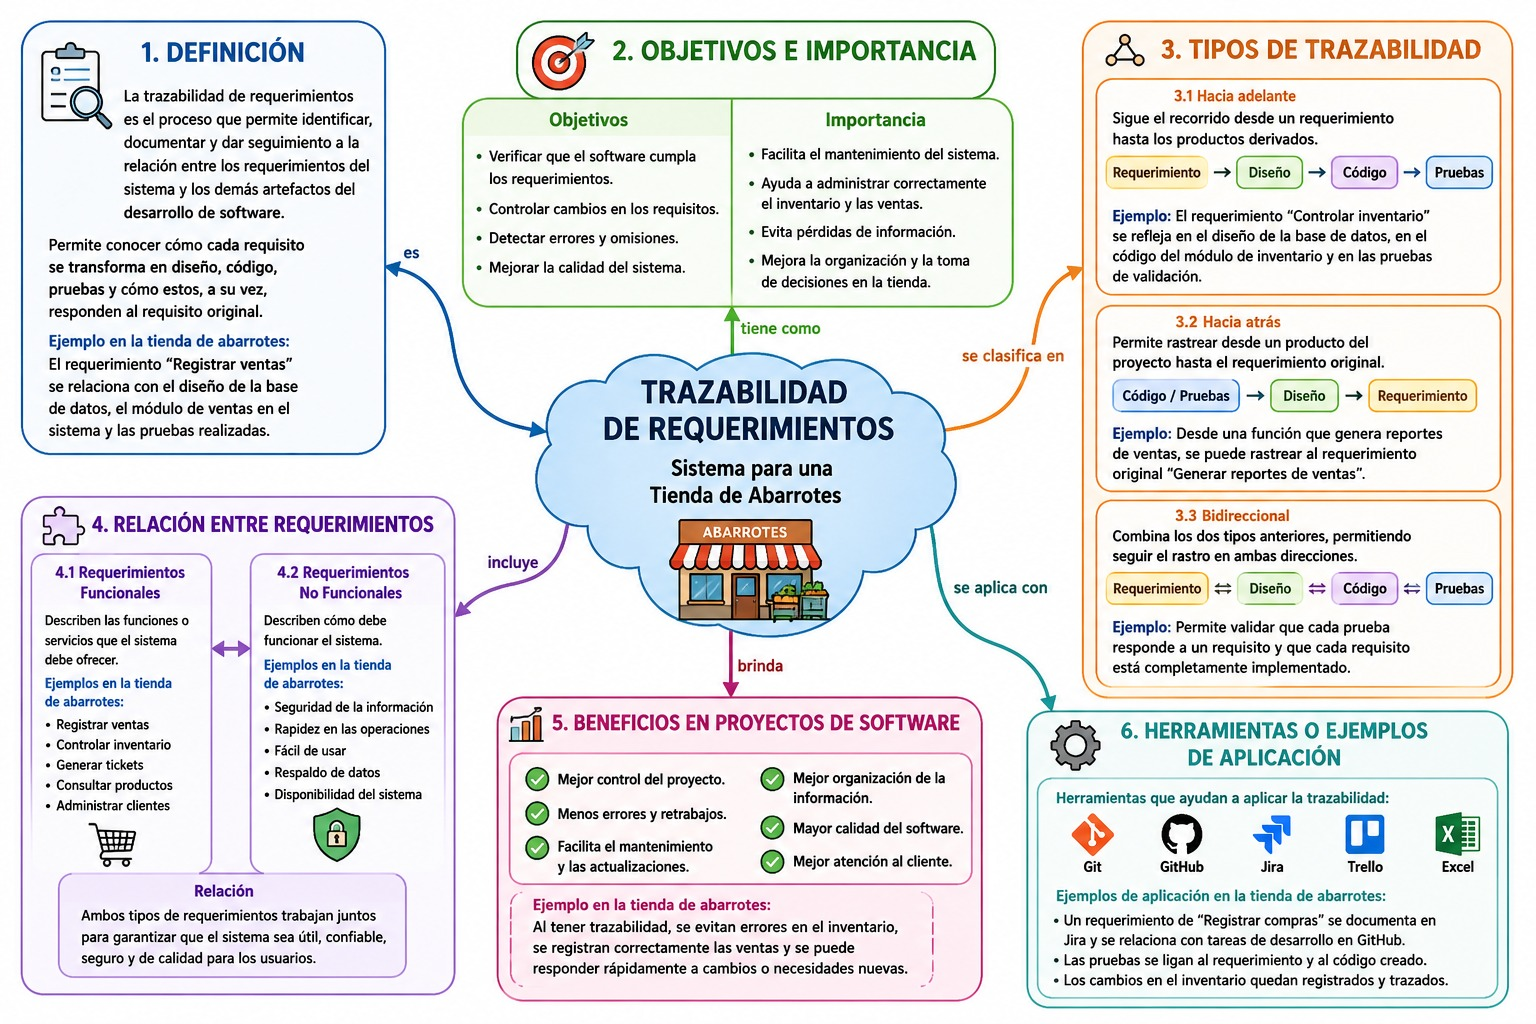 1. DEFINICIÓN
La trazabilidad de requerimientos
es el proceso que permite identificar,
documentar y dar seguimiento a la
relación entre los requerimientos del
sistema y los demás artefactos del
desarrollo de software.
Permite conocer cómo cada requisito
se transforma en diseño, código,
pruebas y cómo estos, a su vez,
responden al requisito original.
Ejemplo en la tienda de abarrotes:
El requerimiento “Registrar ventas”
se relaciona con el diseño de la base
de datos, el módulo de ventas en el
sistema y las pruebas realizadas.
es
2. OBJETIVOS E IMPORTANCIA
Objetivos
• Verificar que el software cumpla
los requerimientos.
• Controlar cambios en los requisitos.
• Detectar errores y omisiones.
• Mejorar la calidad del sistema.
Importancia
• Facilita el mantenimiento del sistema.
• Ayuda a administrar correctamente
el inventario y las ventas.
• Evita pérdidas de información.
• Mejora la organización y la toma
de decisiones en la tienda.
tiene como
TRAZABILIDAD
DE REQUERIMIENTOS
Sistema para una
Tienda de Abarrotes
ABARROTES
se clasifica en
3. TIPOS DE TRAZABILIDAD
3.1 Hacia adelante
Sigue el recorrido desde un requerimiento
hasta los productos derivados.
Requerimiento → Diseño → Código → Pruebas
Ejemplo: El requerimiento “Controlar inventario”
se refleja en el diseño de la base de datos, en el
código del módulo de inventario y en las pruebas
de validación.
3.2 Hacia atrás
Permite rastrear desde un producto del
proyecto hasta el requerimiento original.
Código / Pruebas → Diseño → Requerimiento
Ejemplo: Desde una función que genera reportes
de ventas, se puede rastrear al requerimiento
original “Generar reportes de ventas”.
3.3 Bidireccional
Combina los dos tipos anteriores, permitiendo
seguir el rastro en ambas direcciones.
Requerimiento ⇔ Diseño ⇔ Código ⇔ Pruebas
Ejemplo: Permite validar que cada prueba
responde a un requisito y que cada requisito
está completamente implementado.
incluye
4. RELACIÓN ENTRE REQUERIMIENTOS
4.1 Requerimientos
Funcionales
Describen las funciones o
servicios que el sistema
debe ofrecer.
Ejemplos en la tienda
de abarrotes:
• Registrar ventas
• Controlar inventario
• Generar tickets
• Consultar productos
• Administrar clientes
4.2 Requerimientos
No Funcionales
Describen cómo debe
funcionar el sistema.
Ejemplos en la tienda
de abarrotes:
• Seguridad de la información
• Rapidez en las operaciones
• Fácil de usar
• Respaldo de datos
• Disponibilidad del sistema
Relación
Ambos tipos de requerimientos trabajan juntos
para garantizar que el sistema sea útil, confiable,
seguro y de calidad para los usuarios.
brinda
5. BENEFICIOS EN PROYECTOS DE SOFTWARE
Mejor control del proyecto.
Menos errores y retrabajos.
Facilita el mantenimiento
y las actualizaciones.
Mejor organización de la
información.
Mayor calidad del software.
Mejor atención al cliente.
Ejemplo en la tienda de abarrotes:
Al tener trazabilidad, se evitan errores en el inventario,
se registran correctamente las ventas y se puede
responder rápidamente a cambios o necesidades nuevas.
se aplica con
6. HERRAMIENTAS O EJEMPLOS
DE APLICACIÓN
Herramientas que ayudan a aplicar la trazabilidad:
Git
GitHub
Jira
Trello
X
Excel
Ejemplos de aplicación en la tienda de abarrotes:
• Un requerimiento de “Registrar compras” se documenta en
Jira y se relaciona con tareas de desarrollo en GitHub.
• Las pruebas se ligan al requerimiento y al código creado.
• Los cambios en el inventario quedan registrados y trazados.